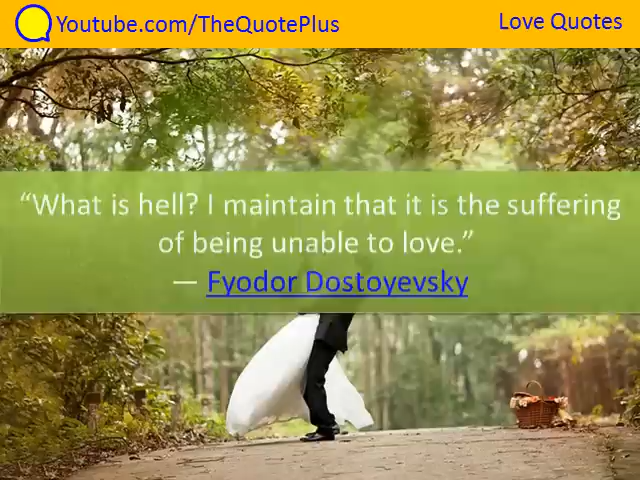 Youtube.com/TheQuotePlus
Love Quotes
“What is hell? I maintain that it is the suffering
of being unable to love.”
— Fyodor Dostoyevsky